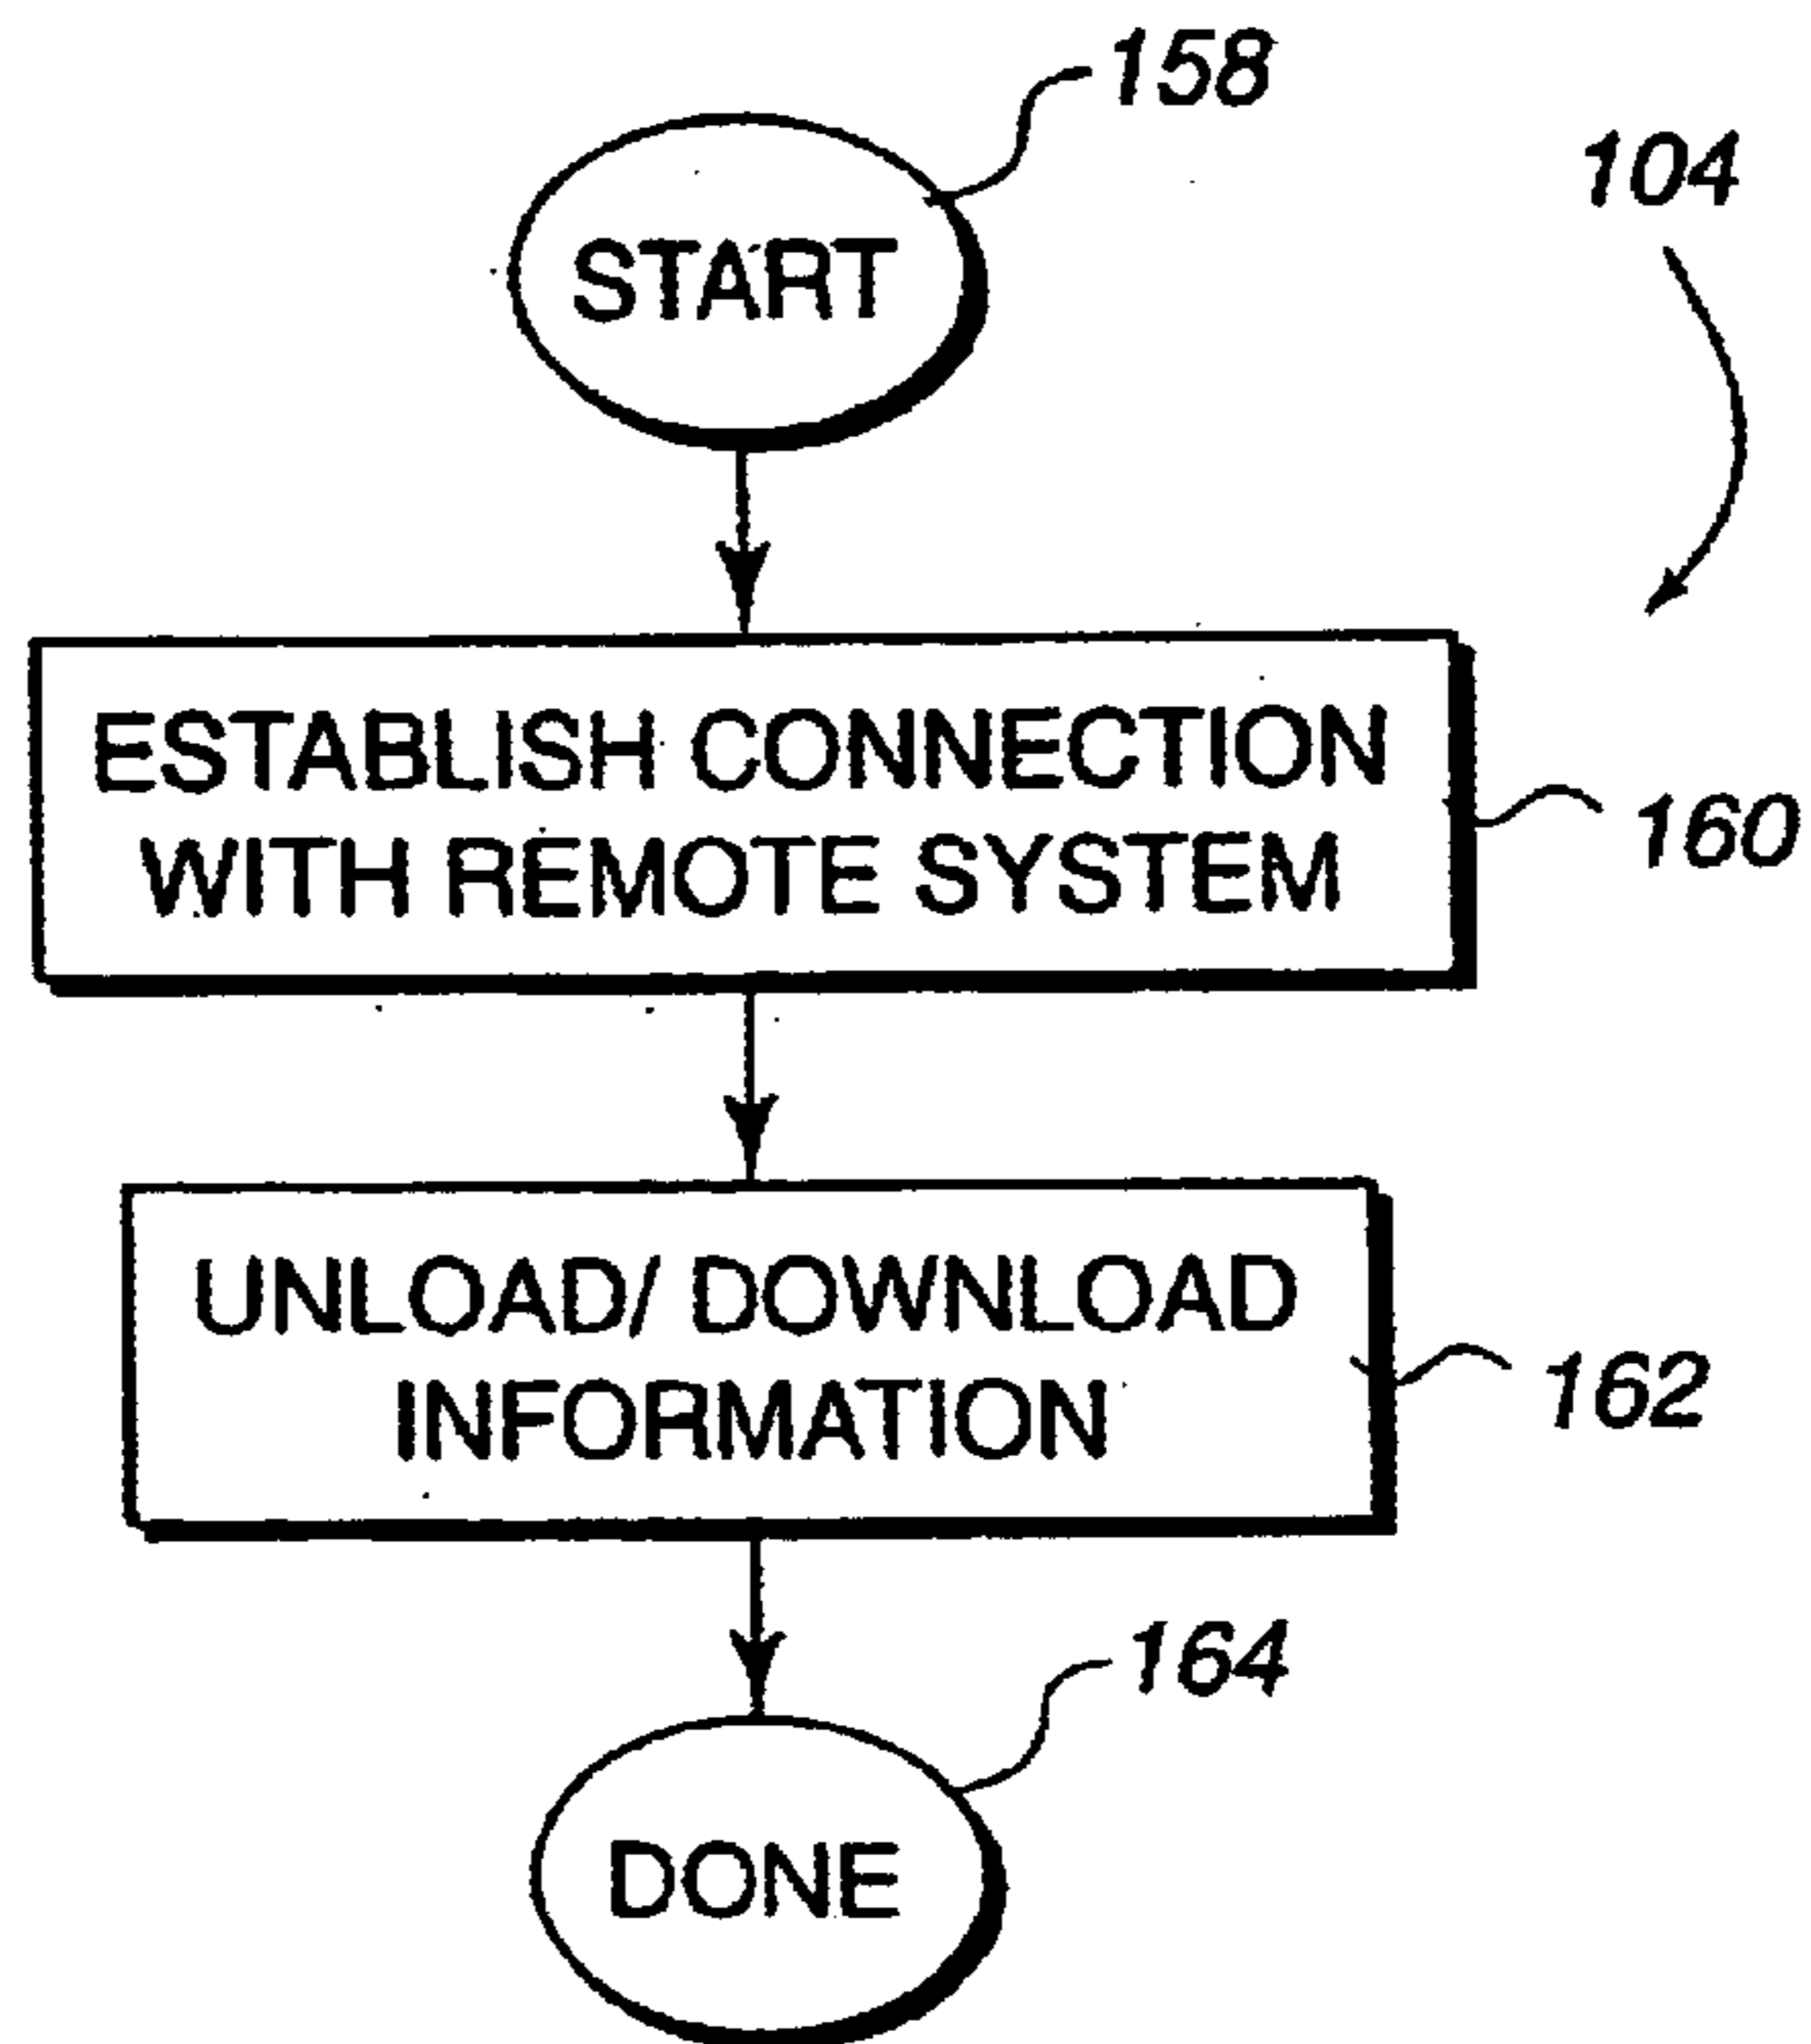 158
104
START
ESTABLISH CONNECTION
WITH REMOTE SYSTEM
160
UNLOAD/ DOWNLOAD
INFORMATION
162
164
DONE